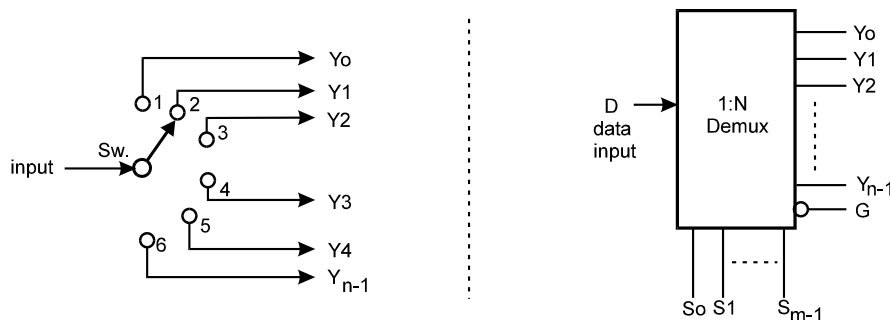 Yo
1
2
Y1
3
Y2
Sw.
input
4
Y3
5
Y4
6
Yn-1
Yo
Y1
Y2
D
data
input
1:N
Demux
Yn-1
G
So S1 Sm-1